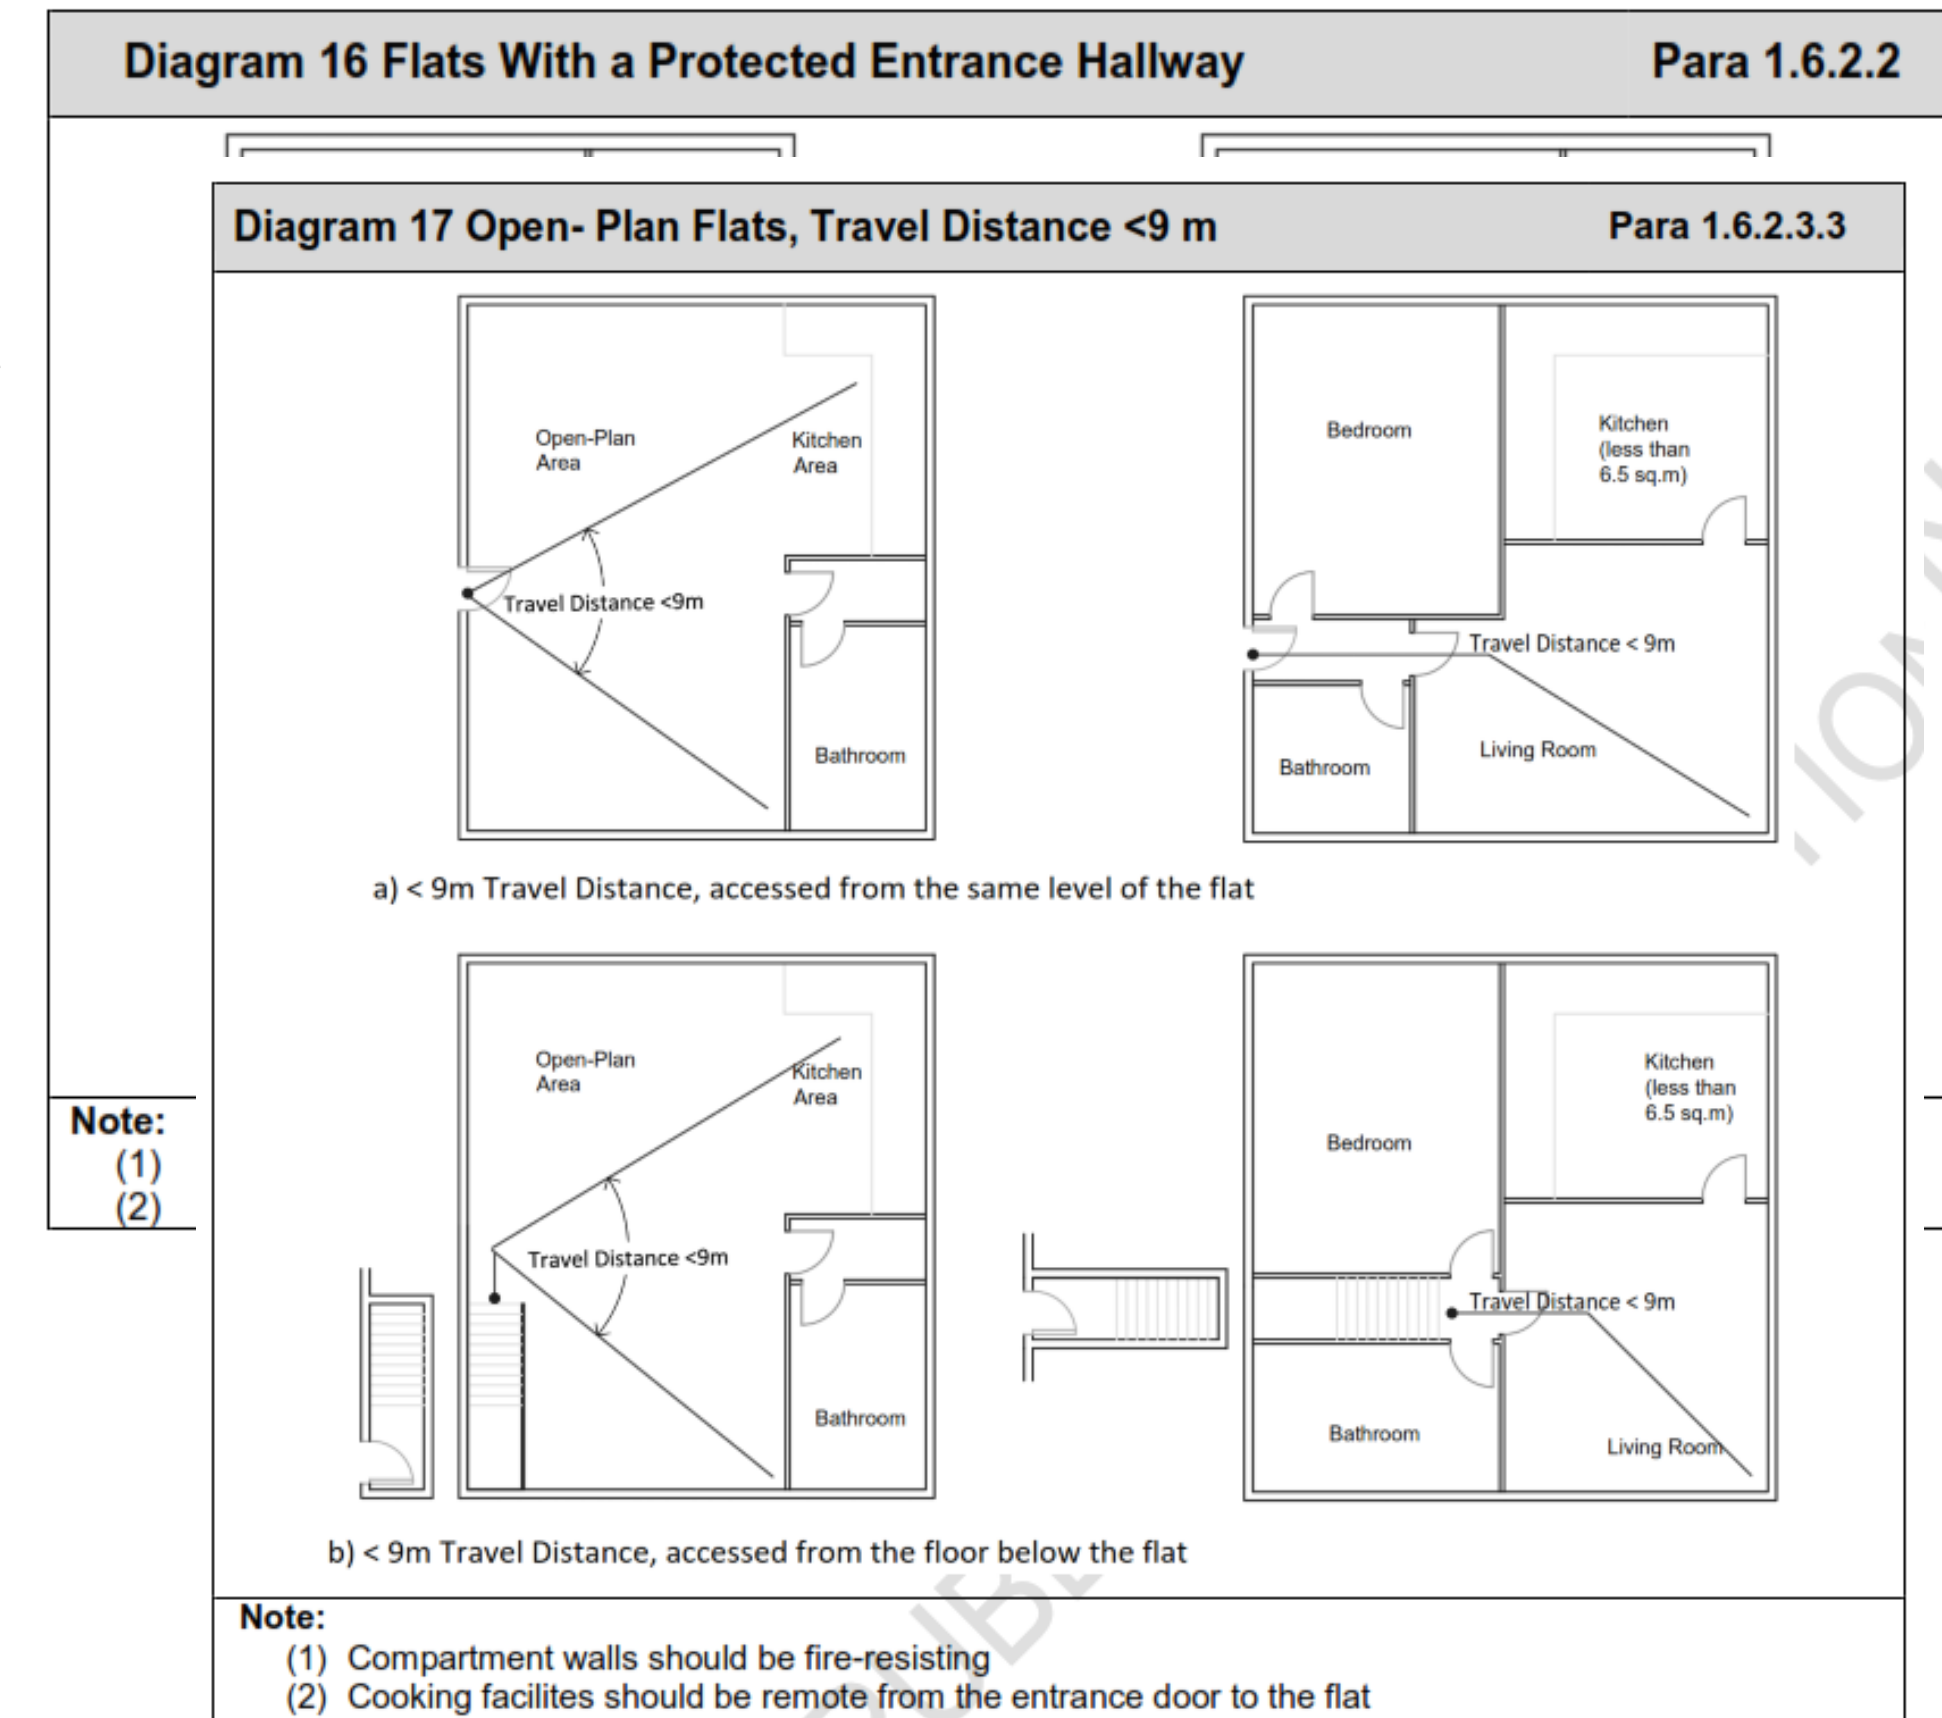 Diagram 16 Flats With a Protected Entrance Hallway Para 1.6.2.2
Diagram 17 Open- Plan Flats, Travel Distance <9 m Para 1.6.2.3.3
Open-Plan
Area
Kitchen
Area
Travel Distance <9m
Bathroom
Bedroom
Kitchen
(less than
6.5 sq.m)
Travel Distance < 9m
Living Room
Bathroom
a) < 9m Travel Distance, accessed from the same level of the flat
Open-Plan
Area
Kitchen
Area
Travel Distance <9m
Bathroom
Kitchen
(less than
6.5 sq.m)
Bedroom
Travel Distance < 9m
Bathroom
Living Room
b) < 9m Travel Distance, accessed from the floor below the flat
Note:
(1)
(2)
Note:
(1) Compartment walls should be fire-resisting
(2) Cooking facilites should be remote from the entrance door to the flat